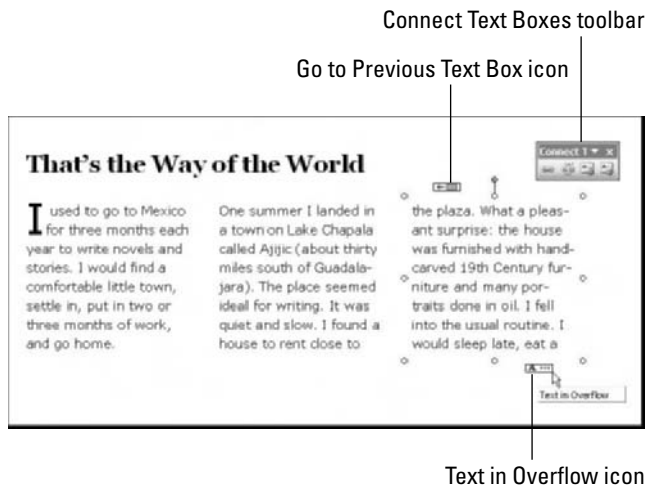 Connect Text Boxes toolbar
Go to Previous Text Box icon
Connect T
That's the Way of the World
I used to go to Mexico
for three months each
year to write novels and
stories. I would find a
comfortable little town,
settle in, put in two or
three months of work,
and go home.
One summer I landed in
a town on Lake Chapala
called Ajijic (about thirty
miles south of Guadala-
jara). The place seemed
ideal for writing. It was
quiet and slow. I found a
house to rent close to
the plaza. What a pleas-
ant surprise: the house
was furnished with hand-
carved 19th Century fur-
niture and many por-
traits done in oil. I fell
into the usual routine. I
would sleep late, eat a
A
Text in Overflow
Text in Overflow icon